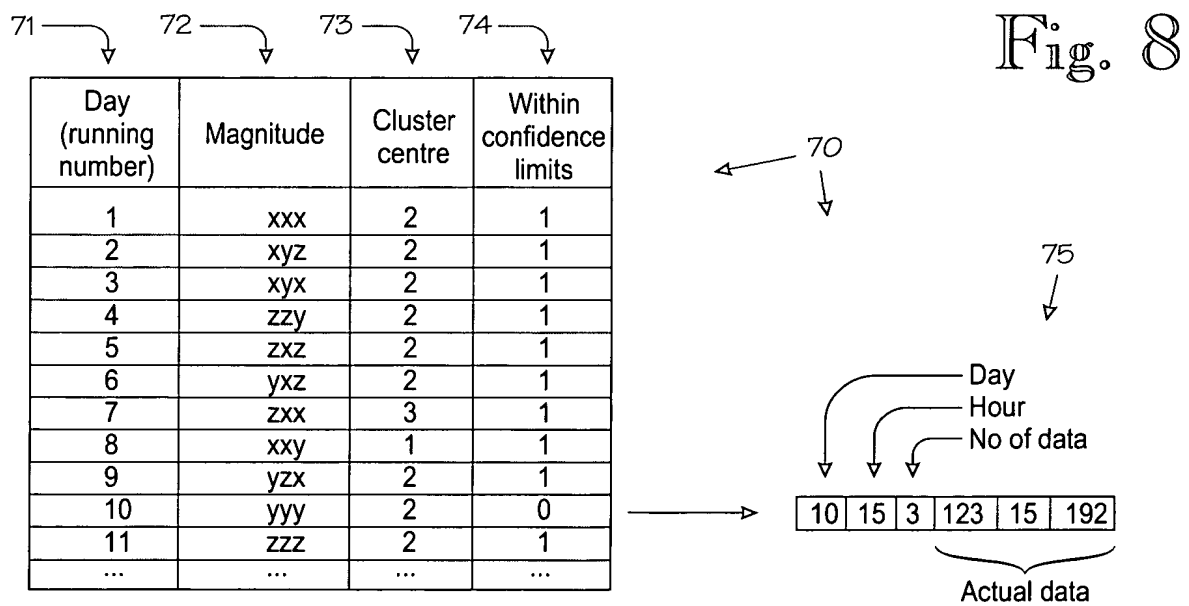 71 72 73 74
Fig. 8
Day (running number) Magnitude Cluster centre Within confidence limits
1 xxx 2 1
2 xyz 2 1
3 xyx 2 1
4 zzy 2 1
5 zxz 2 1
6 yxz 2 1
7 zxx 3 1
8 xxy 1 1
9 yzx 2 1
10 yyy 2 0
11 zzz 2 1
... ... ... ...
70
75
Day
Hour
No of data
10 15 3 123 15 192
Actual data